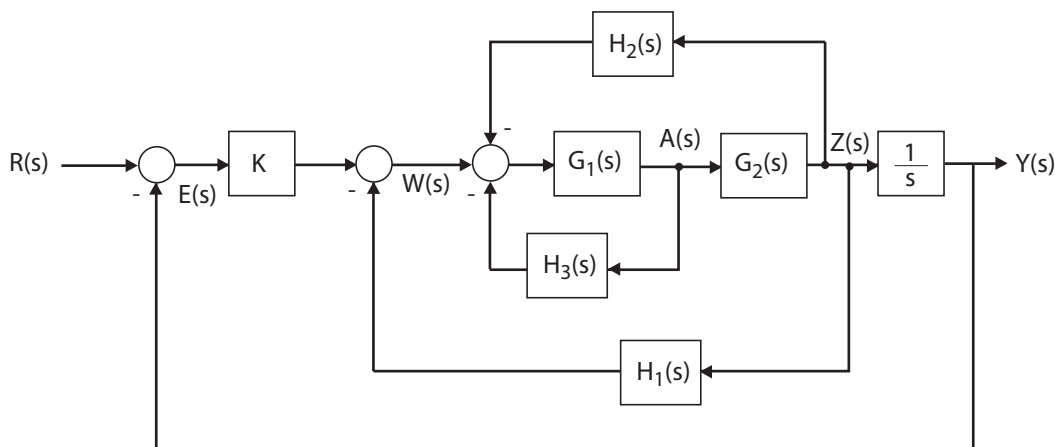 H₂(s)
-
R(s)
-
E(s)
K
-
W(s)
-
G₁(s)
A(s)
G₂(s)
Z(s)
1
s
Y(s)
H₃(s)
H₁(s)